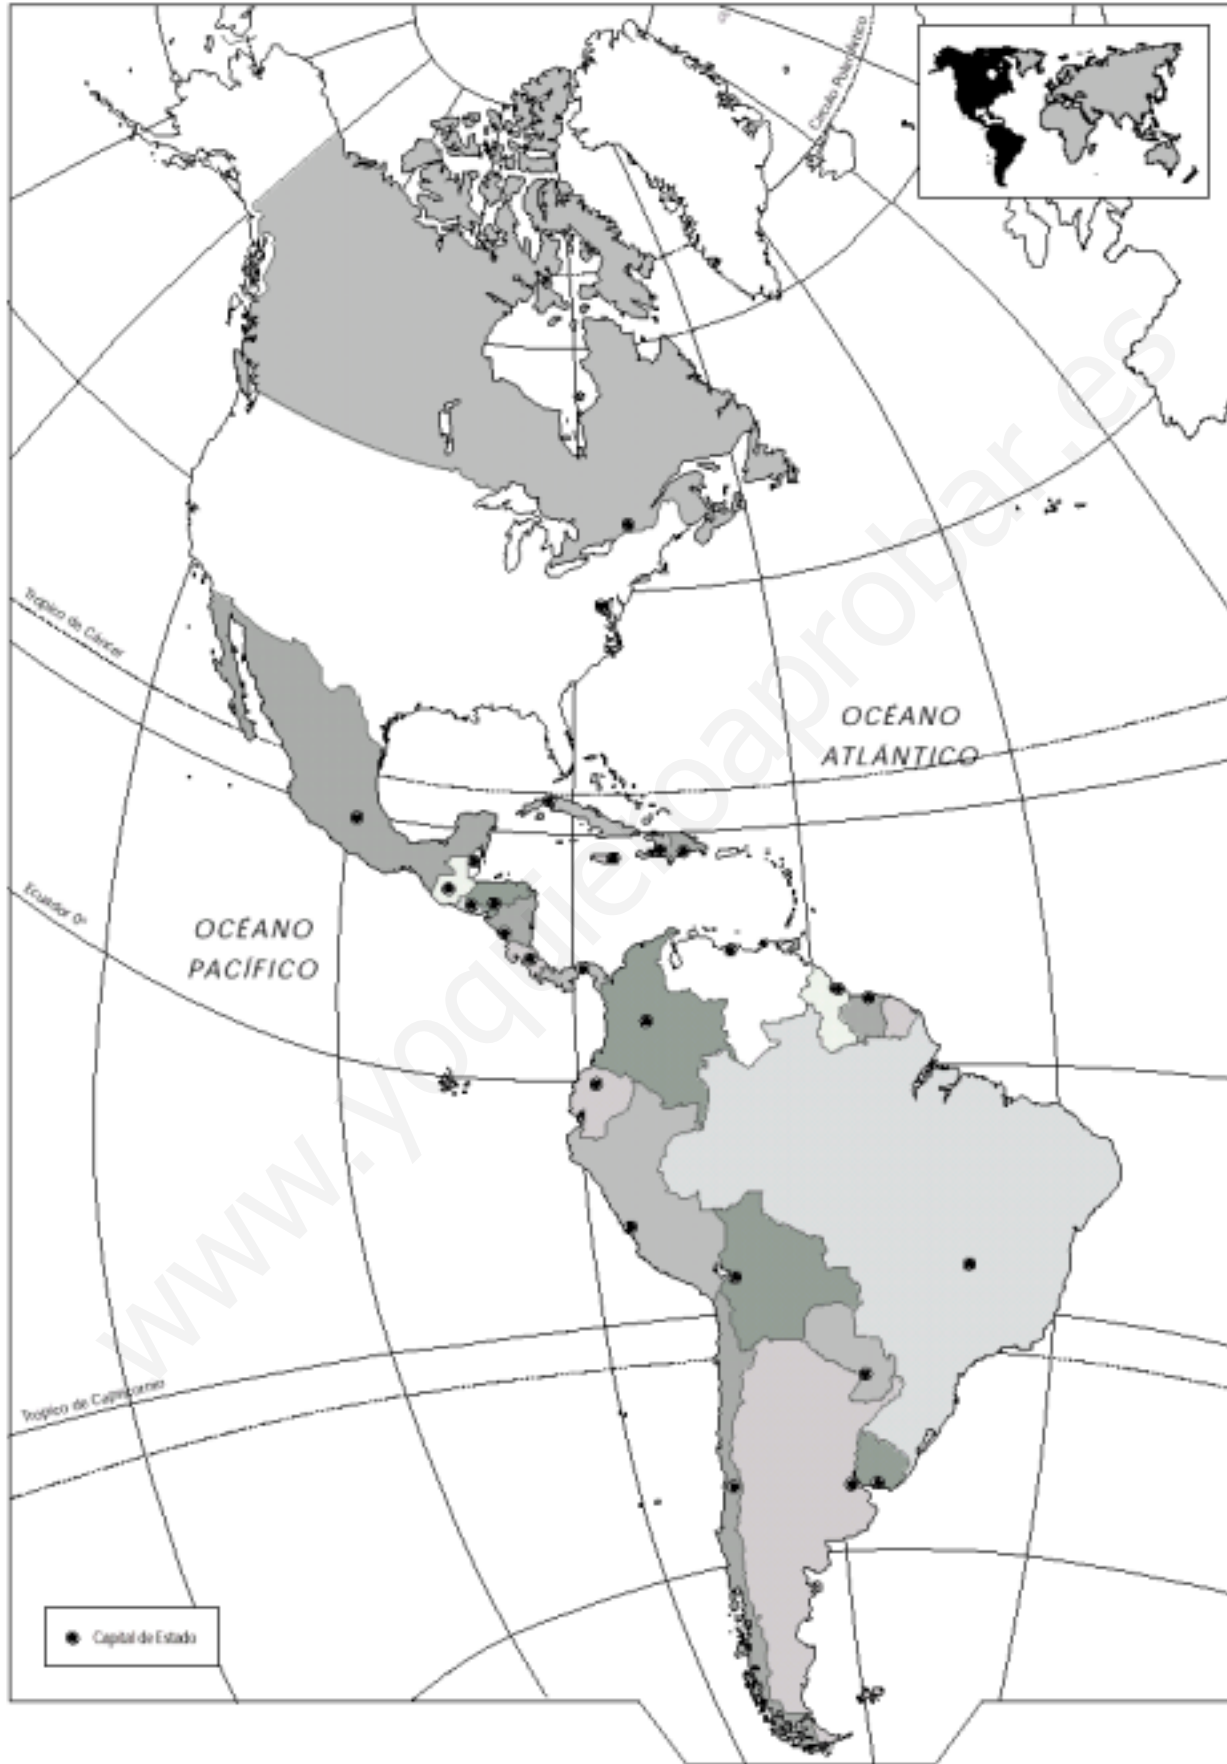 Círculo Polar Ártico
Trópico de Cáncer
OCÉANO
ATLÁNTICO
Ecuador 0º
OCÉANO
PACÍFICO
www.yoquieroaprobar.es
Trópico de Capricornio
Capital de Estado